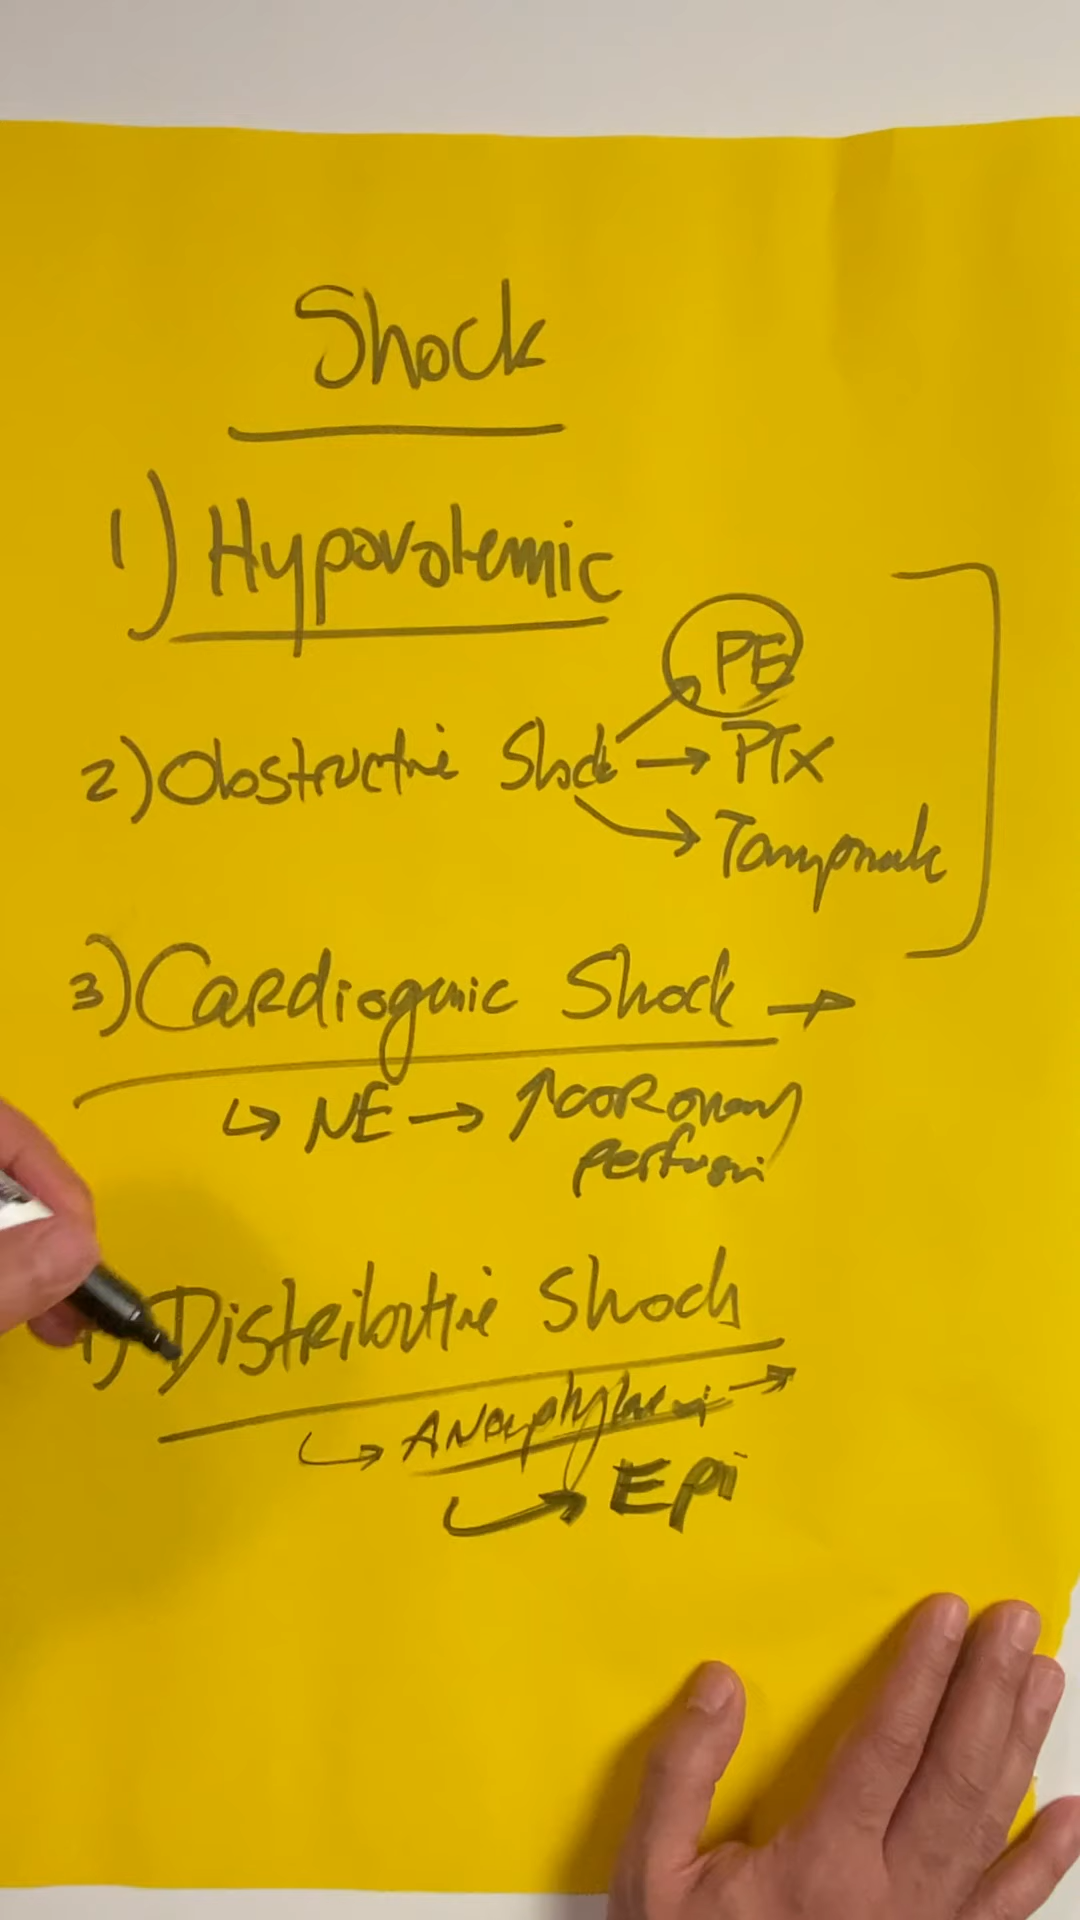 Shock
1) Hypovolemic
PE
2) Obstructive Shock → PTx
Tamponade
3) Cardiogenic Shock →
↳ NE → ↑ coronary
perfusion
4) Distributive Shock
↳ Anaphylaxis →
↳ Epi